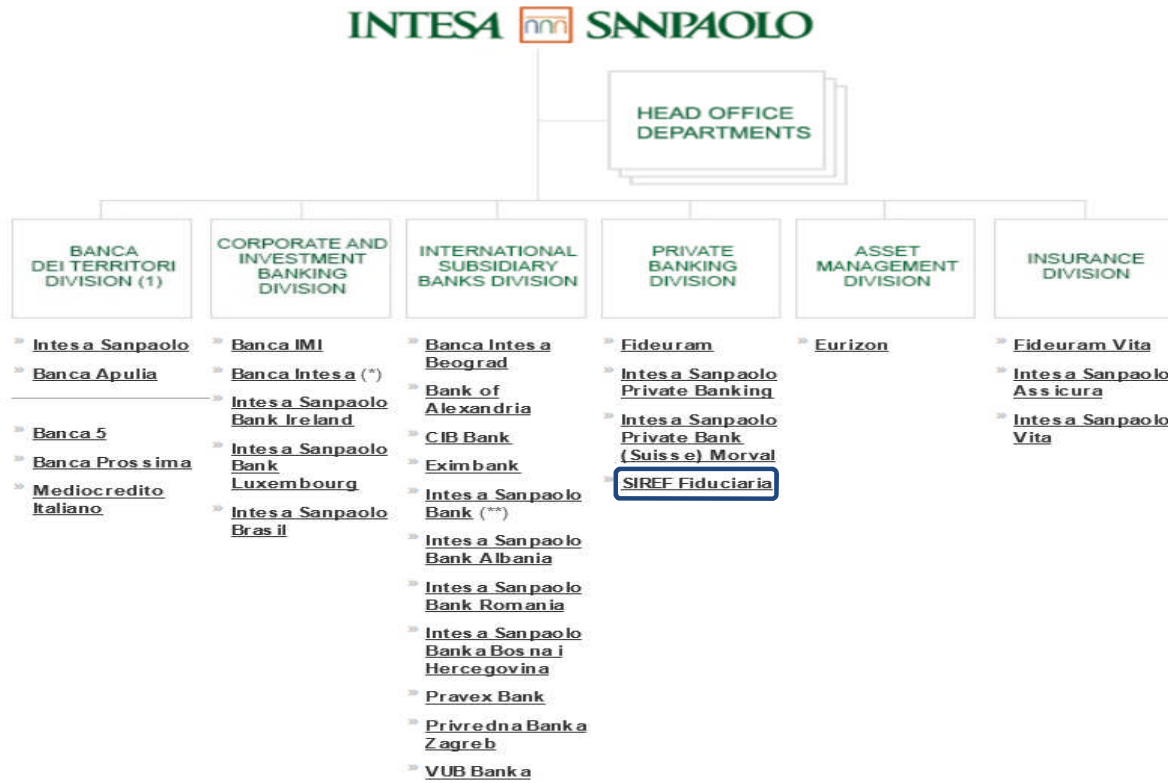 INTESA SANPAOLO
HEAD OFFICE
DEPARTMENTS
BANCA
DEI TERRITORI
DIVISION (1)
Intesa Sanpaolo
Banca Apulia
Banca 5
Banca Prossima
Mediocredito
Italiano
CORPORATE AND
INVESTMENT
BANKING
DIVISION
Banca IMI
Banca Intesa (*)
Intesa Sanpaolo
Bank Ireland
Intesa Sanpaolo
Bank
Luxembourg
Intesa Sanpaolo
Brasil
INTERNATIONAL
SUBSIDIARY
BANKS DIVISION
Banca Intesa
Beograd
Bank of
Alexandria
CIB Bank
Eximbank
Intesa Sanpaolo
Bank (**)
Intesa Sanpaolo
Bank Albania
Intesa Sanpaolo
Bank Romania
Intesa Sanpaolo
Banka Bosna i
Hercegovina
Pravex Bank
Privredna Banka
Zagreb
VUB Banka
PRIVATE
BANKING
DIVISION
Fideuram
Intesa Sanpaolo
Private Banking
Intesa Sanpaolo
Private Bank
(Suisse) Morval
SIREF Fiduciaria
ASSET
MANAGEMENT
DIVISION
Eurizon
INSURANCE
DIVISION
Fideuram Vita
Intesa Sanpaolo
Assicura
Intesa Sanpaolo
Vita